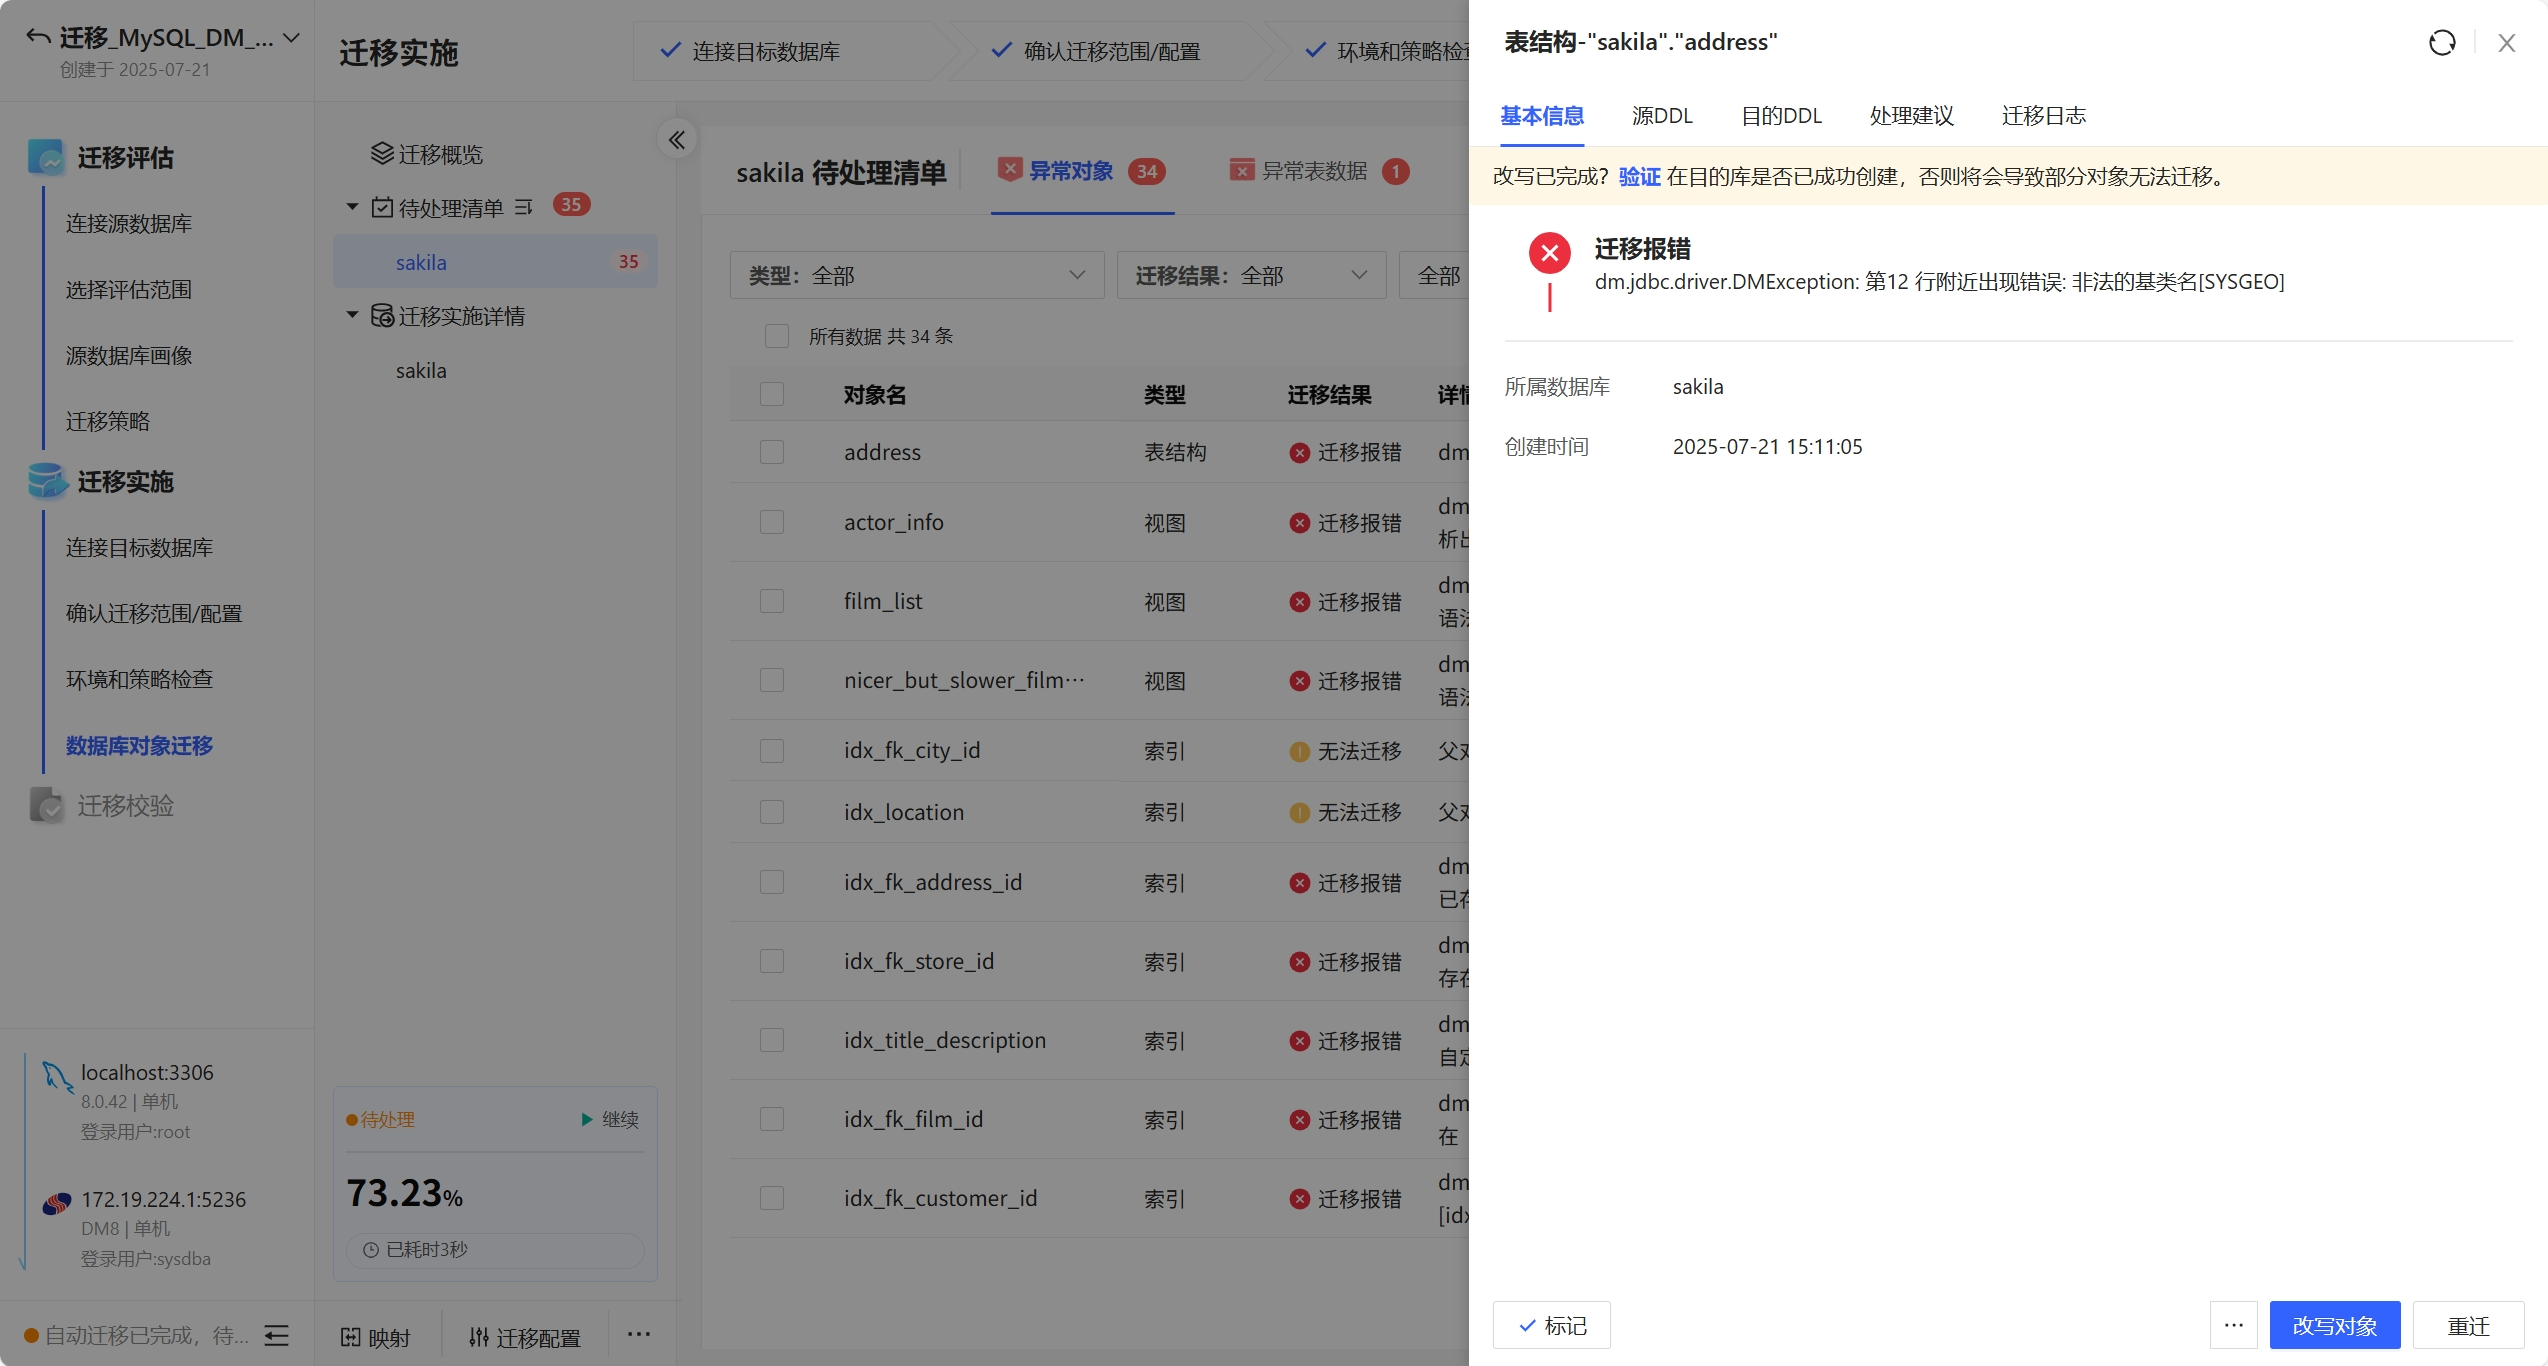 迁移_MySQL_DM_...
创建于 2025-07-21
迁移评估
连接源数据库
选择评估范围
源数据库画像
迁移策略
迁移实施
连接目标数据库
确认迁移范围/配置
环境和策略检查
数据库对象迁移
迁移校验
localhost:3306
8.0.42 | 单机
登录用户:root
172.19.224.1:5236
DM8 | 单机
登录用户:sysdba
自动迁移已完成，待...
迁移实施
连接目标数据库
确认迁移范围/配置
环境和策略检查
迁移概览
待处理清单 35
sakila 35
迁移实施详情
sakila
待处理 继续
73.23%
已耗时3秒
映射 迁移配置 ···
sakila 待处理清单 异常对象 34 异常表数据 1
类型：全部 迁移结果：全部 全部
所有数据 共 34 条
对象名 类型 迁移结果 详情
address 表结构 迁移报错 dm
actor_info 视图 迁移报错 dm
析出
film_list 视图 迁移报错 dm
语法
nicer_but_slower_film··· 视图 迁移报错 dm
语法
idx_fk_city_id 索引 无法迁移 父对
idx_location 索引 无法迁移 父对
idx_fk_address_id 索引 迁移报错 dm
已存
idx_fk_store_id 索引 迁移报错 dm
存在
idx_title_description 索引 迁移报错 dm
自定
idx_fk_film_id 索引 迁移报错 dm
在
idx_fk_customer_id 索引 迁移报错 dm
[idx
表结构-"sakila"."address"
基本信息 源DDL 目的DDL 处理建议 迁移日志
改写已完成？验证 在目的库是否已成功创建，否则将会导致部分对象无法迁移。
迁移报错
dm.jdbc.driver.DMException: 第12 行附近出现错误: 非法的基类名[SYSGEO]
所属数据库 sakila
创建时间 2025-07-21 15:11:05
标记 ··· 改写对象 重迁